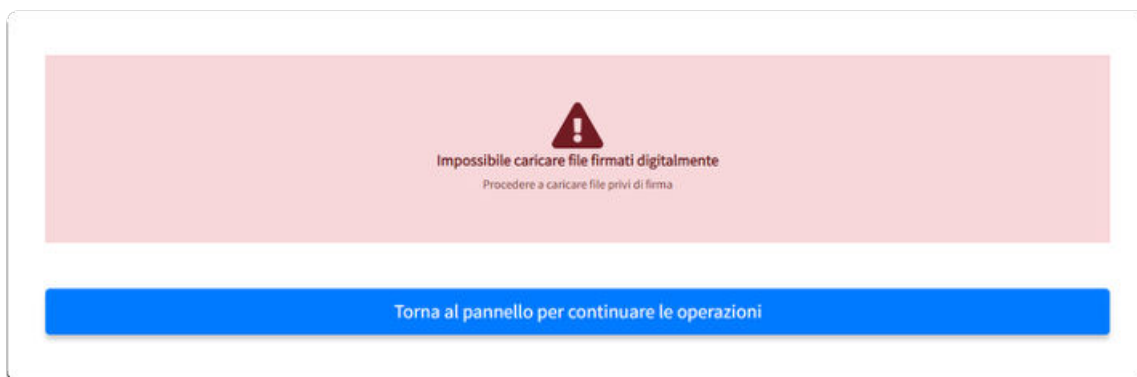 Impossibile caricare file firmati digitalmente
Procedere a caricare file privi di firma
Torna al pannello per continuare le operazioni